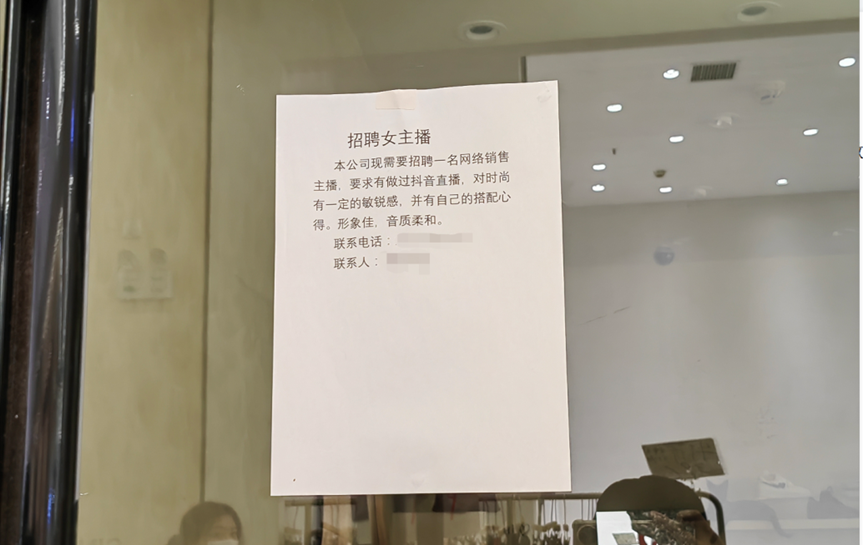 招聘女主播
本公司现需要招聘一名网络销售
主播，要求有做过抖音直播，对时尚
有一定的敏锐感，并有自己的搭配心
得。形象佳，音质柔和。
联系电话：
联系人：